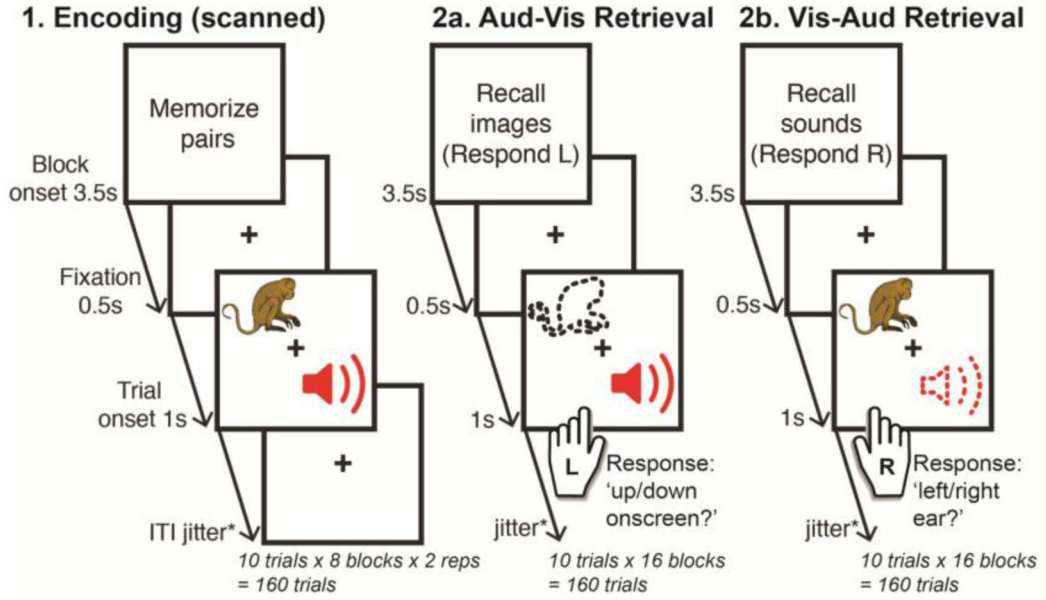 1. Encoding (scanned)
Memorize
pairs
Block
onset 3.5s
+
Fixation
0.5s
+
Trial
onset 1s
+
ITI jitter*
10 trials x 8 blocks x 2 reps
= 160 trials
2a. Aud-Vis Retrieval
Recall
images
(Respond L)
3.5s
+
0.5s
+
1s
L
Response:
'up/down
onscreen?'
jitter*
10 trials x 16 blocks
= 160 trials
2b. Vis-Aud Retrieval
Recall
sounds
(Respond R)
3.5s
+
0.5s
+
1s
R
Response:
'left/right
ear?'
jitter*
10 trials x 16 blocks
= 160 trials